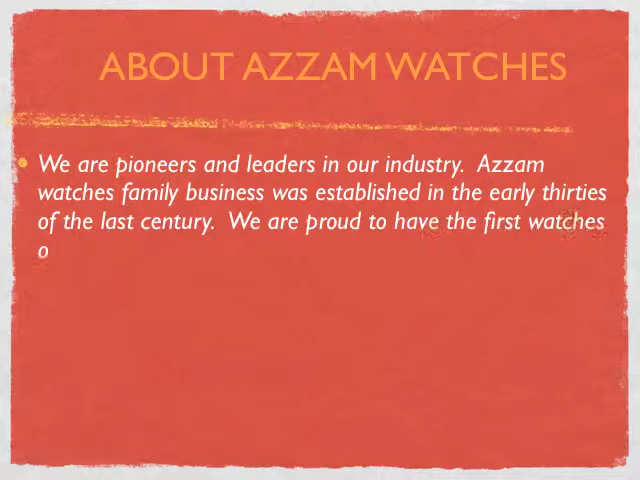 ABOUT AZZAM WATCHES
We are pioneers and leaders in our industry.  Azzam
watches family business was established in the early thirties
of the last century.  We are proud to have the first watches
o